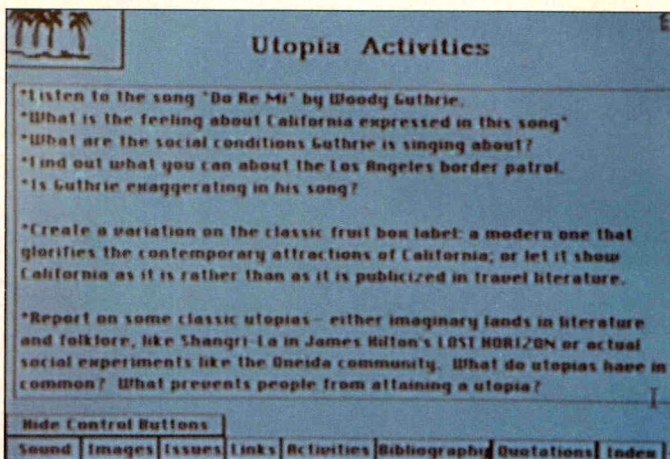 Utopia Activities
*Listen to the song "Do Re Mi" by Woody Guthrie.
*What is the feeling about California expressed in this song*
*What are the social conditions Guthrie is singing about?
*Find out what you can about the Los Angeles border patrol.
*Is Guthrie exaggerating in his song?
*Create a variation on the classic fruit box label: a modern one that
glorifies the contemporary attractions of California; or let it show
California as it is rather than as it is publicized in travel literature.
*Report on some classic utopias- either imaginary lands in literature
and folklore, like Shangri-La in James Hilton's LOST HORIZON or actual
social experiments like the Oneida community. What do utopias have in
common? What prevents people from attaining a utopia?
Hide Control Buttons
Sound Images Issues Links Activities Bibliography Quotations Index